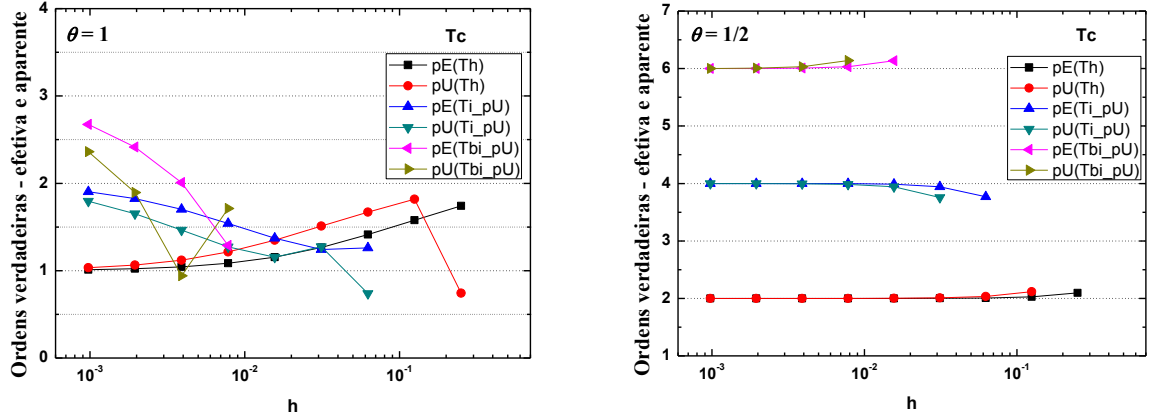 Ordens verdadeiras - efetiva e aparente
θ = 1
Tc
pE(Th)
pU(Th)
pE(Ti_pU)
pU(Ti_pU)
pE(Tbi_pU)
pU(Tbi_pU)
4
3
2
1
0
10⁻³
10⁻²
10⁻¹
h
Ordens verdadeiras - efetiva e aparente
θ = 1/2
Tc
pE(Th)
pU(Th)
pE(Ti_pU)
pU(Ti_pU)
pE(Tbi_pU)
pU(Tbi_pU)
7
6
5
4
3
2
1
10⁻³
10⁻²
10⁻¹
h